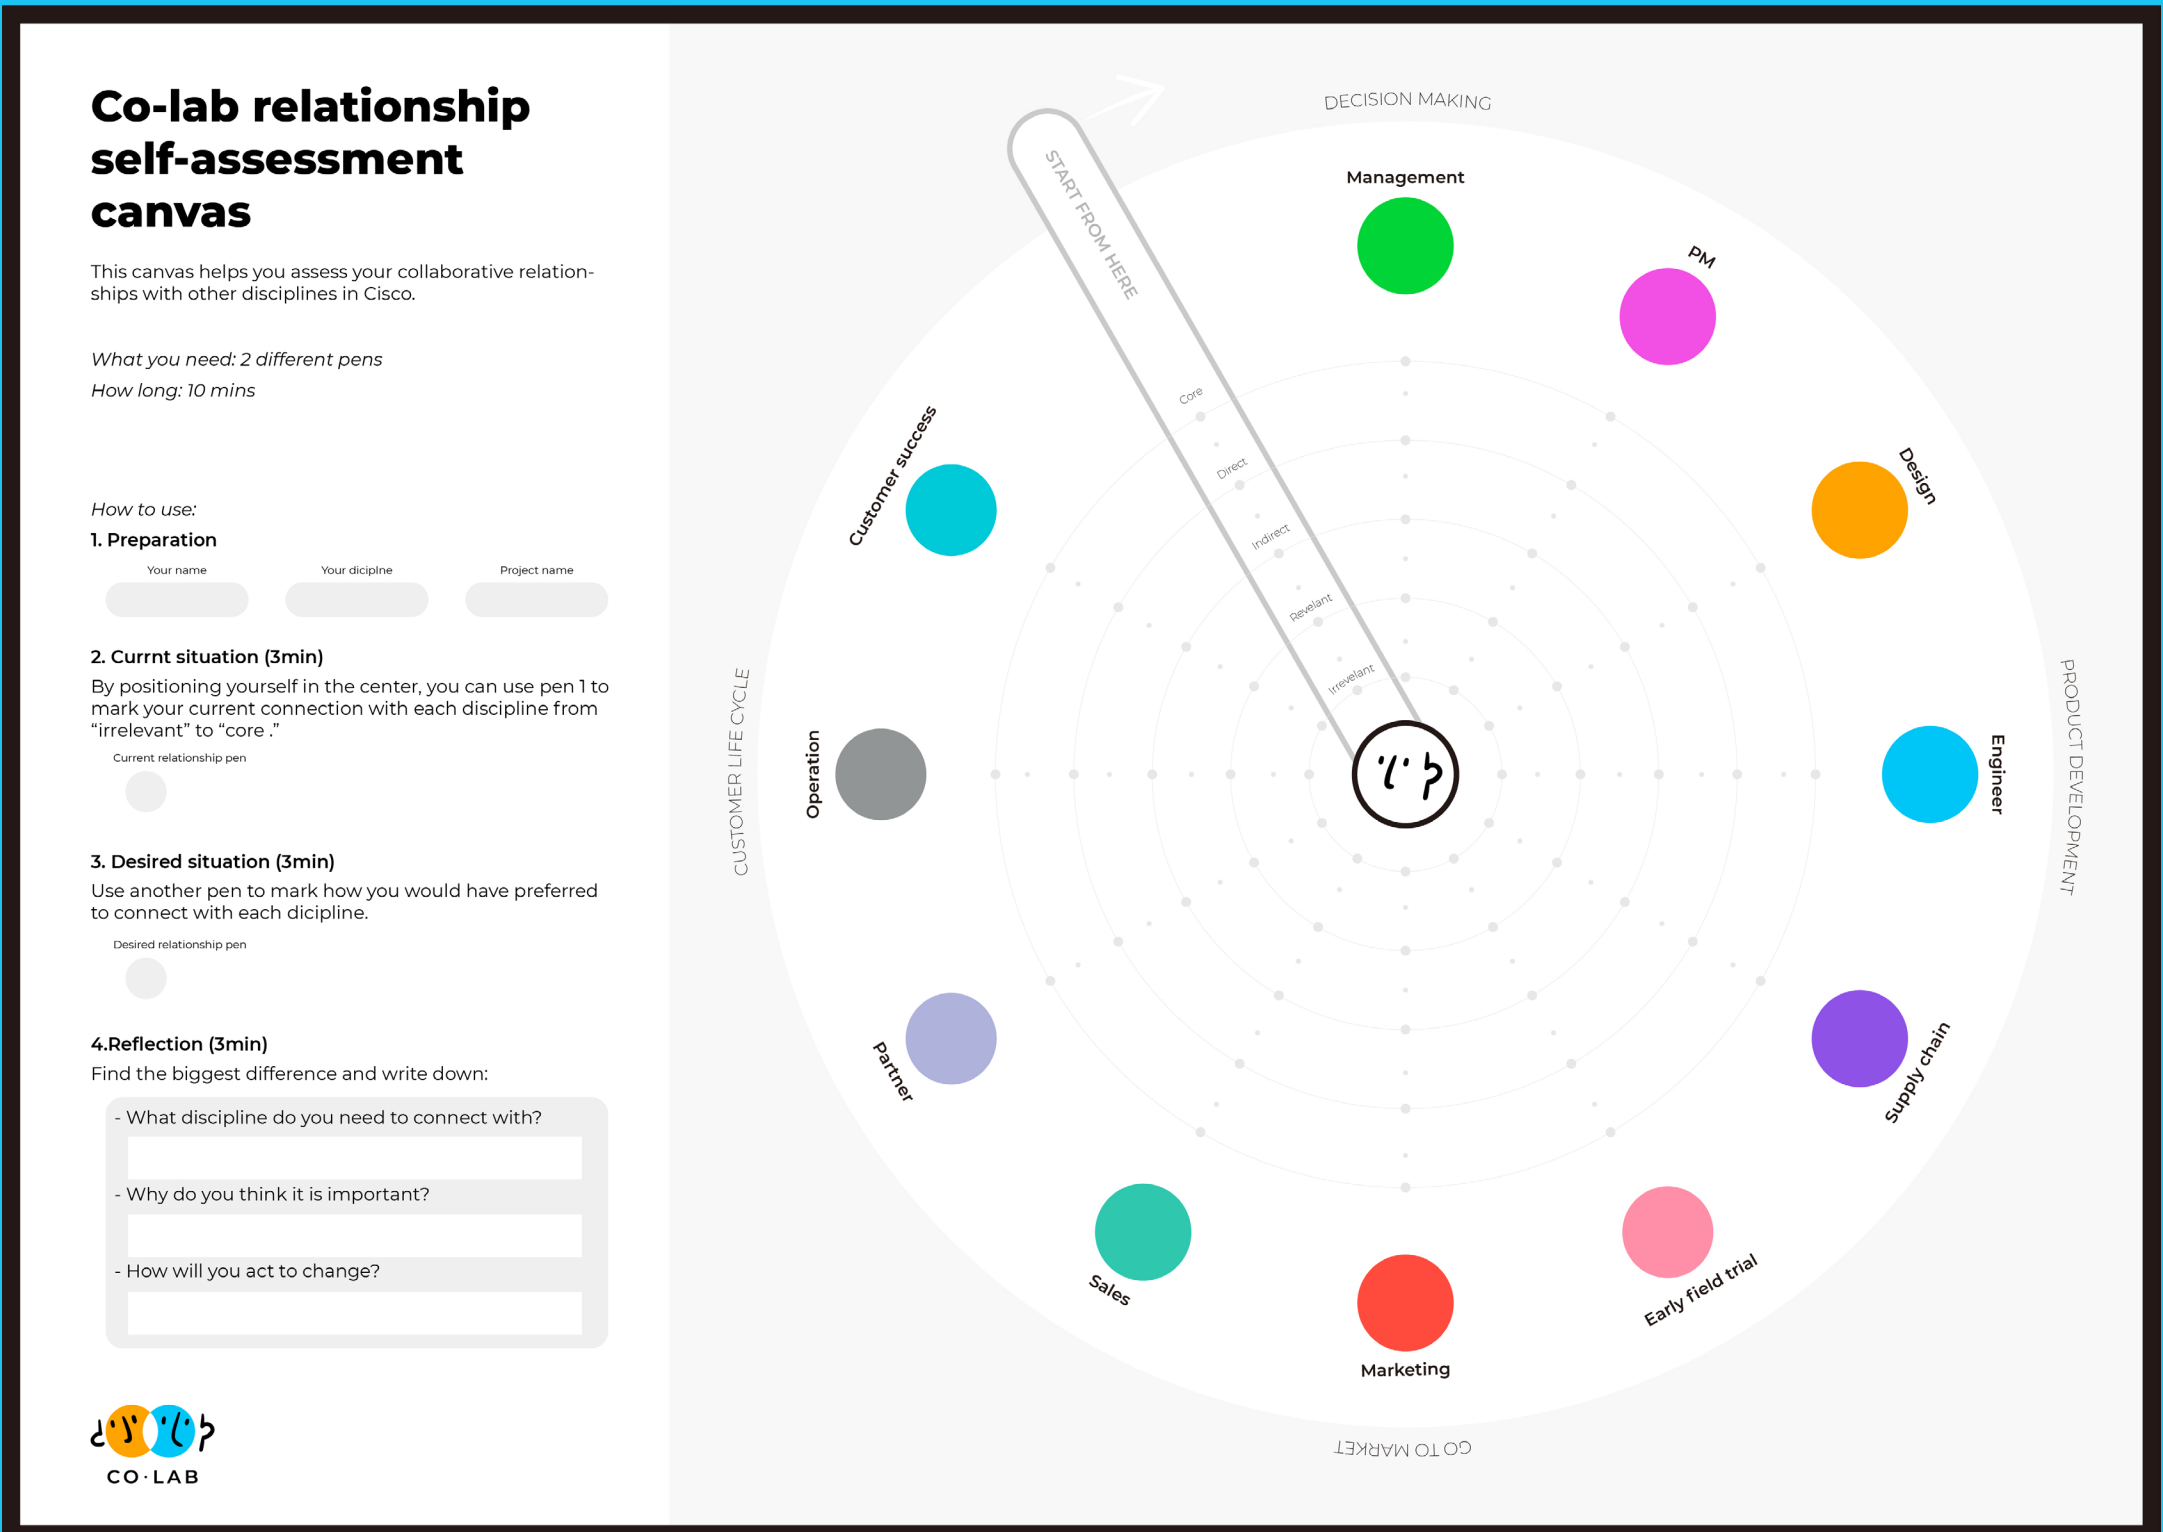 Co-lab relationship
self-assessment
canvas
This canvas helps you assess your collaborative relation-
ships with other disciplines in Cisco.
What you need: 2 different pens
How long: 10 mins
How to use:
1. Preparation
Your name
Your diciplne
Project name
2. Currnt situation (3min)
By positioning yourself in the center, you can use pen 1 to
mark your current connection with each discipline from
“irrelevant” to “core .”
Current relationship pen
3. Desired situation (3min)
Use another pen to mark how you would have preferred
to connect with each dicipline.
Desired relationship pen
4.Reflection (3min)
Find the biggest difference and write down:
- What discipline do you need to connect with?
- Why do you think it is important?
- How will you act to change?
CO·LAB
START FROM HERE
Core
Direct
Indirect
Revelant
Irrevelant
DECISION MAKING
Management
PM
Design
PRODUCT DEVELOPMENT
Engineer
Supply chain
Early field trial
GO TO MARKET
Marketing
Sales
Partner
CUSTOMER LIFE CYCLE
Operation
Customer success